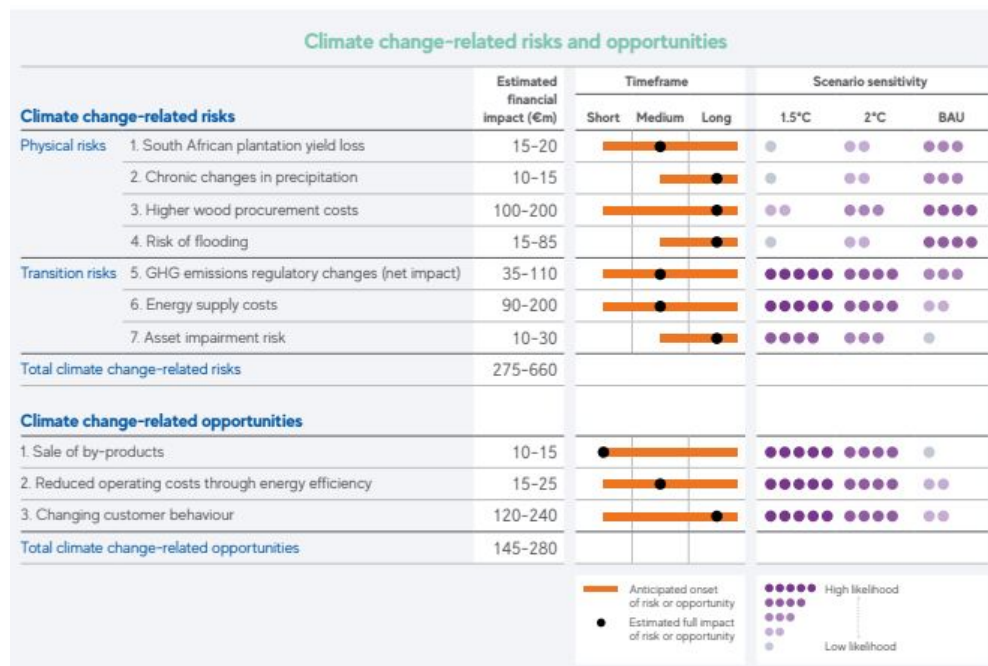 Climate change-related risks and opportunities
Estimated financial impact (€m) Timeframe Scenario sensitivity
Climate change-related risks Short Medium Long 1.5°C 2°C BAU
Physical risks 1. South African plantation yield loss 15–20
2. Chronic changes in precipitation 10–15
3. Higher wood procurement costs 100–200
4. Risk of flooding 15–85
Transition risks 5. GHG emissions regulatory changes (net impact) 35–110
6. Energy supply costs 90–200
7. Asset impairment risk 10–30
Total climate change-related risks 275–660
Climate change-related opportunities
1. Sale of by-products 10–15
2. Reduced operating costs through energy efficiency 15–25
3. Changing customer behaviour 120–240
Total climate change-related opportunities 145–280
Anticipated onset
of risk or opportunity
Estimated full impact
of risk or opportunity
High likelihood
Low likelihood